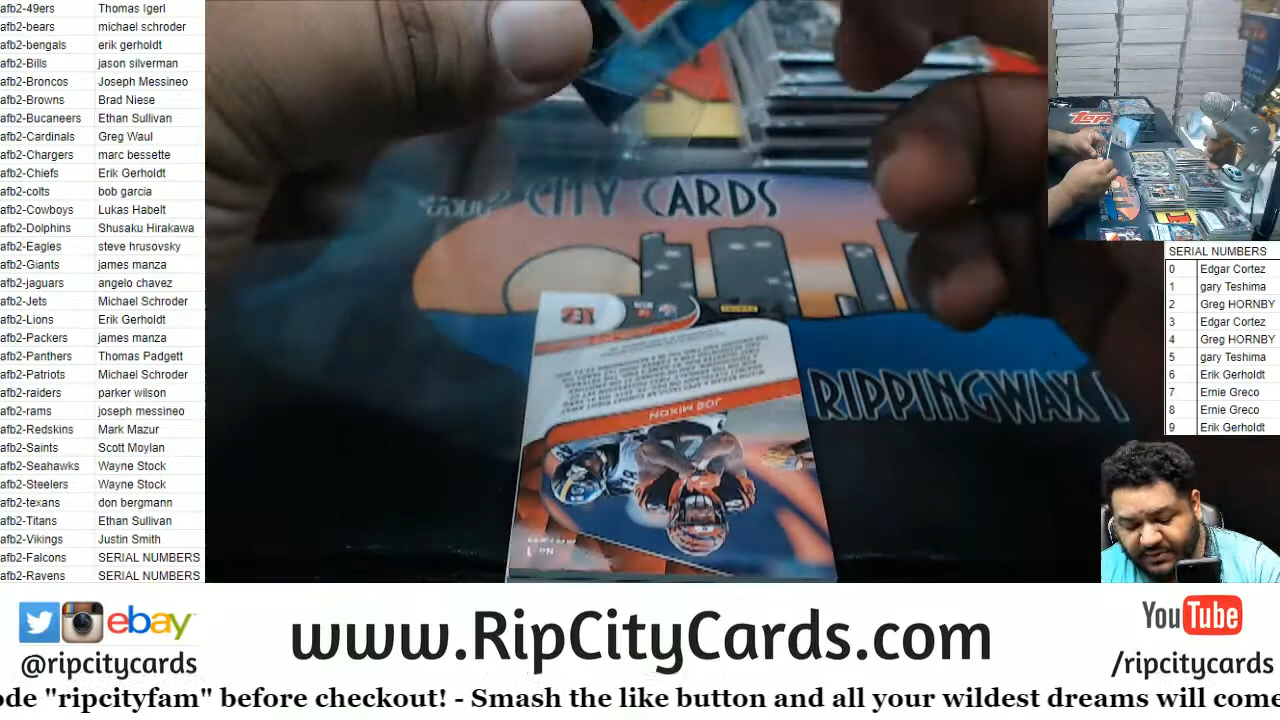 afb2-49ers Thomas Igerl
afb2-bears michael schroder
afb2-bengals erik gerholdt
afb2-Bills jason silverman
afb2-Broncos Joseph Messineo
afb2-Browns Brad Niese
afb2-Bucaneers Ethan Sullivan
afb2-Cardinals Greg Waul
afb2-Chargers marc bessette
afb2-Chiefs Erik Gerholdt
afb2-colts bob garcia
afb2-Cowboys Lukas Habelt
afb2-Dolphins Shusaku Hirakawa
afb2-Eagles steve hrusovsky
afb2-Giants james manza
afb2-jaguars angelo chavez
afb2-Jets Michael Schroder
afb2-Lions Erik Gerholdt
afb2-Packers james manza
afb2-Panthers Thomas Padgett
afb2-Patriots Michael Schroder
afb2-raiders parker wilson
afb2-rams joseph messineo
afb2-Redskins Mark Mazur
afb2-Saints Scott Moylan
afb2-Seahawks Wayne Stock
afb2-Steelers Wayne Stock
afb2-texans don bergmann
afb2-Titans Ethan Sullivan
afb2-Vikings Justin Smith
afb2-Falcons SERIAL NUMBERS
afb2-Ravens SERIAL NUMBERS
CITY CARDS
RIPPINGWAX
JOE MIXON
No. 1
SERIAL NUMBERS
0 Edgar Cortez
1 gary Teshima
2 Greg HORNBY
3 Edgar Cortez
4 Greg HORNBY
5 gary Teshima
6 Erik Gerholdt
7 Ernie Greco
8 Ernie Greco
9 Erik Gerholdt
ebay
@ripcitycards
www.RipCityCards.com
YouTube
/ripcitycards
ode "ripcityfam" before checkout! - Smash the like button and all your wildest dreams will come